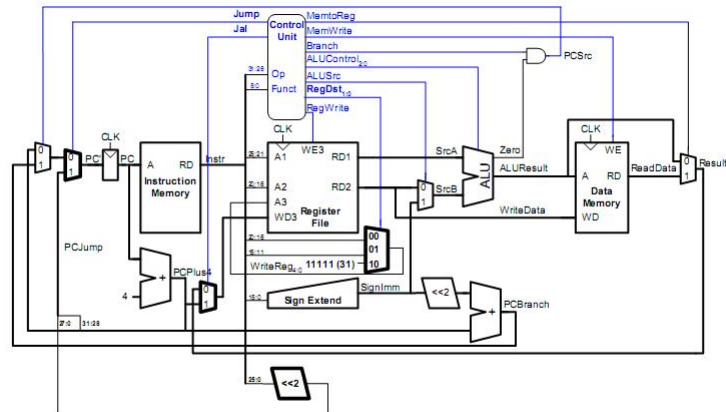 Jump
Jal
Control
Unit
MemtoReg
MemWrite
Branch
ALUControl2:0
PCSrc
31:26
Op
ALUSrc
5:0
Funct
RegDst1:0
RegWrite
CLK
CLK
CLK
0
1
0
1
PC'
PC
A
RD
Instr
Instruction
Memory
25:21
A1
WE3
RD1
SrcA
Zero
ALU
ALUResult
WE
A
RD
ReadData
0
1
Result
20:16
A2
RD2
0
1
SrcB
A3
WD3
Register
File
Data
Memory
WriteData
WD
PCJump
+
4
PCPlus4
20:16
15:11
00
01
10
WriteReg4:0
11111 (31)
0
1
SignImm
15:0
Sign Extend
<<2
+
PCBranch
27:0
31:28
25:0
<<2